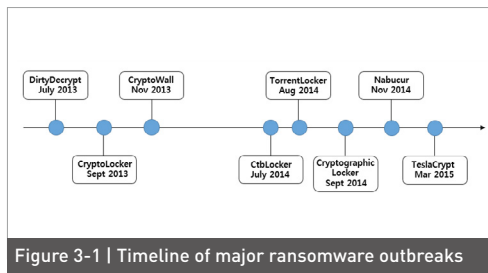 DirtyDecrypt
July 2013
CryptoWall
Nov 2013
TorrentLocker
Aug 2014
Nabucur
Nov 2014
CryptoLocker
Sept 2013
CtbLocker
July 2014
Cryptographic
Locker
Sept 2014
TeslaCrypt
Mar 2015
Figure 3-1 | Timeline of major ransomware outbreaks